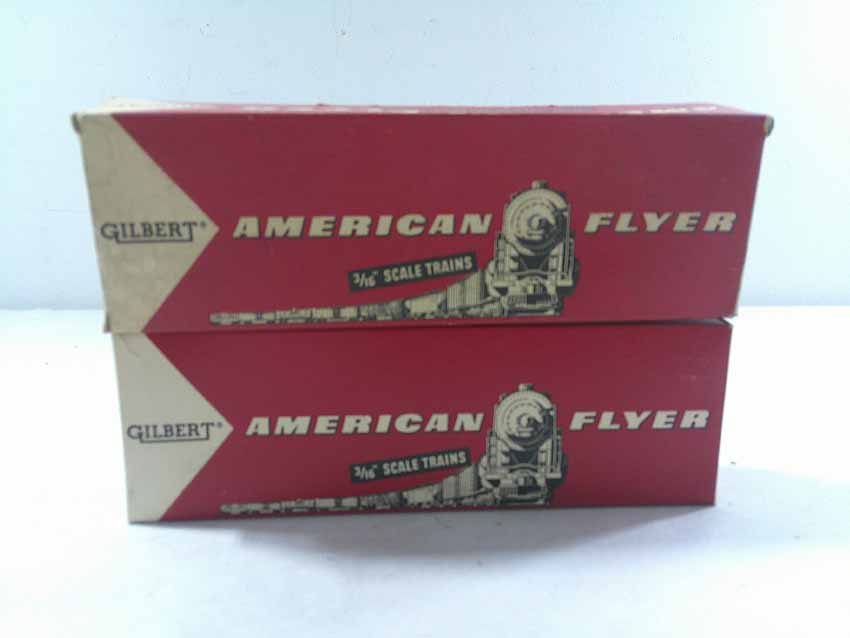 GILBERT®
AMERICAN FLYER
3/16" SCALE TRAINS
GILBERT®
AMERICAN FLYER
3/16" SCALE TRAINS